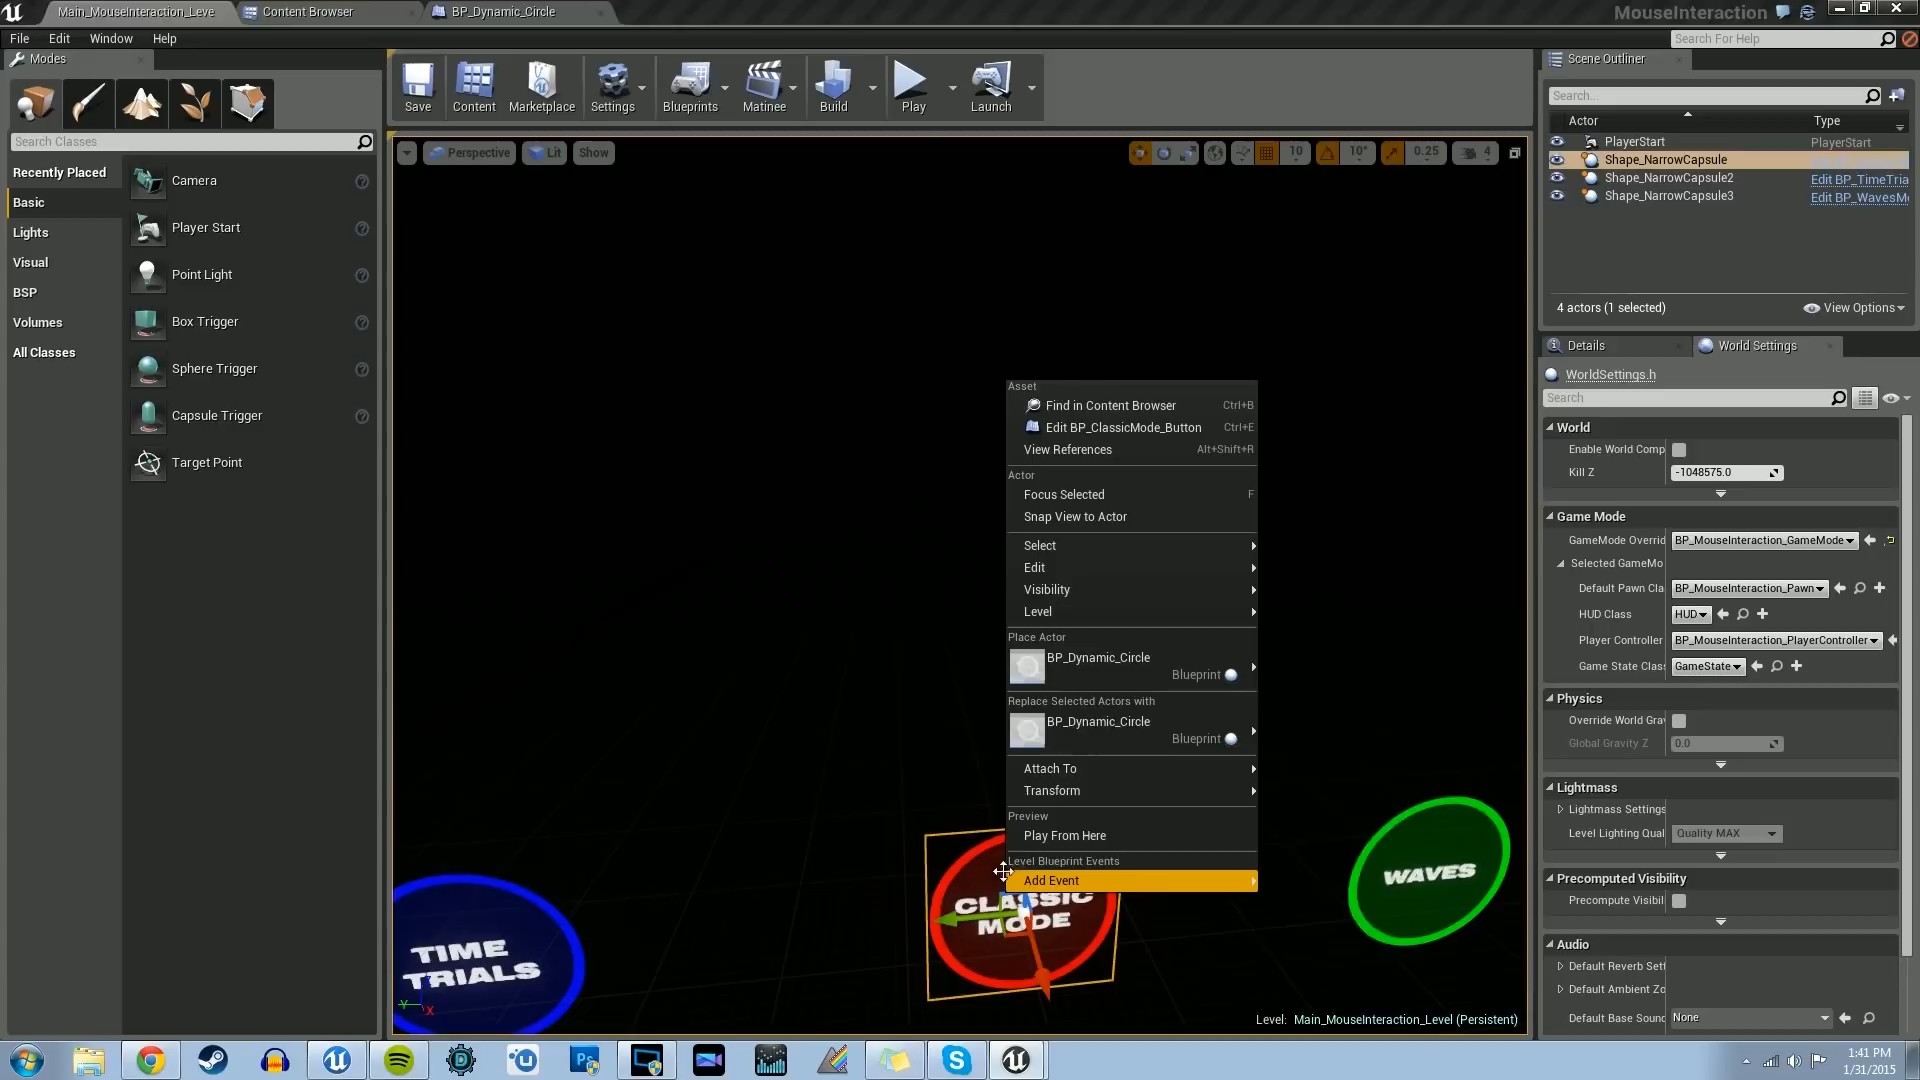 Main_MouseInteraction_Leve
Content Browser
BP_Dynamic_Circle
MouseInteraction
File
Edit
Window
Help
Search For Help
Modes
Search Classes
Recently Placed
Basic
Lights
Visual
BSP
Volumes
All Classes
Camera
Player Start
Point Light
Box Trigger
Sphere Trigger
Capsule Trigger
Target Point
Save
Content
Marketplace
Settings
Blueprints
Matinee
Build
Play
Launch
Perspective
Lit
Show
10
10°
0.25
4
Asset
Find in Content Browser Ctrl+B
Edit BP_ClassicMode_Button Ctrl+E
View References Alt+Shift+R
Actor
Focus Selected F
Snap View to Actor
Select
Edit
Visibility
Level
Place Actor
BP_Dynamic_Circle
Blueprint
Replace Selected Actors with
BP_Dynamic_Circle
Blueprint
Attach To
Transform
Preview
Play From Here
Level Blueprint Events
Add Event
TIME
TRIALS
CLASSIC
MODE
WAVES
Y
X
Level: Main_MouseInteraction_Level (Persistent)
Scene Outliner
Search...
Actor
Type
PlayerStart PlayerStart
Shape_NarrowCapsule
Shape_NarrowCapsule2 Edit BP_TimeTria
Shape_NarrowCapsule3 Edit BP_WavesM
4 actors (1 selected)
View Options
Details
World Settings
WorldSettings.h
Search
World
Enable World Comp
Kill Z -1048575.0
Game Mode
GameMode Overrid BP_MouseInteraction_GameMode
Selected GameMo
Default Pawn Cla BP_MouseInteraction_Pawn
HUD Class HUD
Player Controller BP_MouseInteraction_PlayerController
Game State Clas GameState
Physics
Override World Gra
Global Gravity Z 0.0
Lightmass
Lightmass Settings
Level Lighting Qual Quality MAX
Precomputed Visibility
Precompute Visibil
Audio
Default Reverb Sett
Default Ambient Zo
Default Base Soun None
1:41 PM
1/31/2015